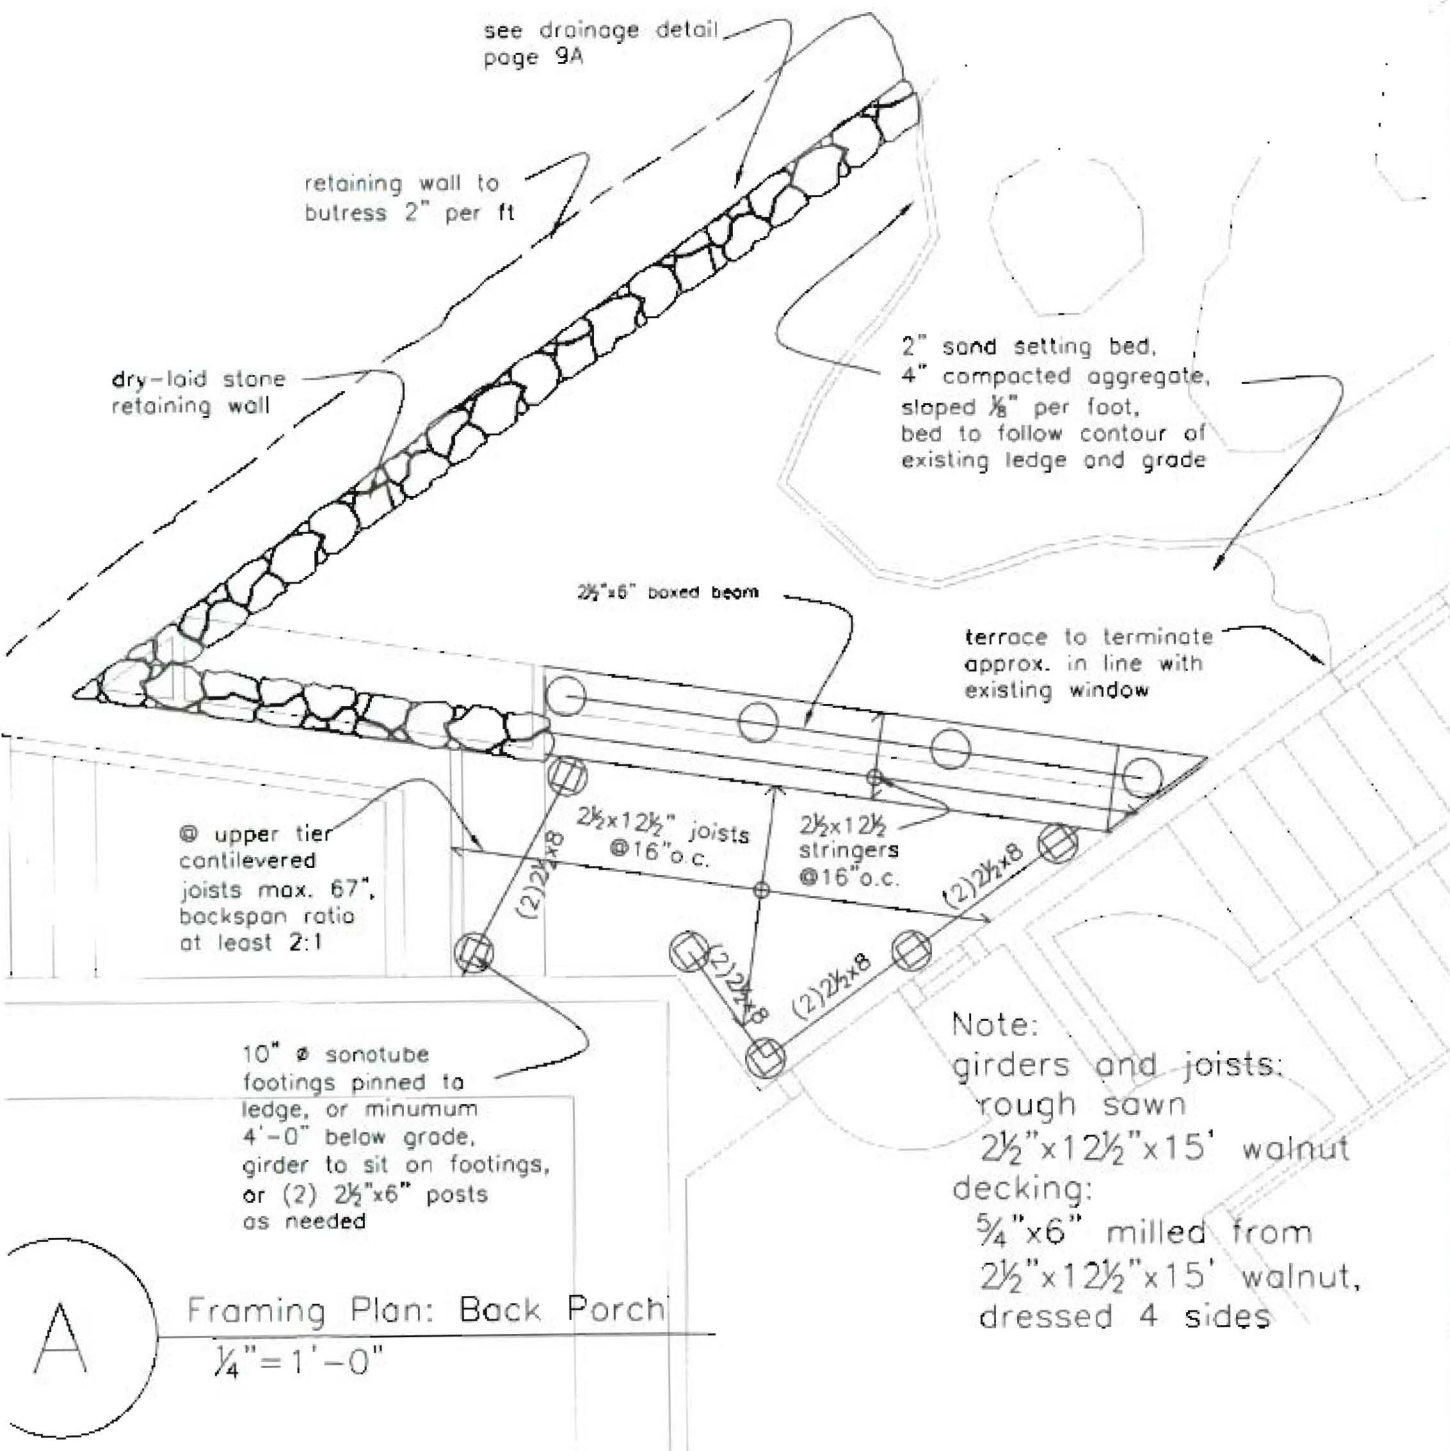 see drainage detail
page 9A
retaining wall to
butress 2" per ft
dry-laid stone
retaining wall
2" sand setting bed,
4" compacted aggregate,
sloped ⅛" per foot,
bed to follow contour of
existing ledge and grade
2½"x6" boxed beam
terrace to terminate
approx. in line with
existing window
@ upper tier
cantilevered
joists max. 67",
backspan ratio
at least 2:1
2½x12½" joists
@16"o.c.
2½x12½
stringers
@16"o.c.
(2)2½x8
(2)2½x8
(2)2½x8
(2)2½x8
10" ø sonotube
footings pinned to
ledge, or minumum
4'-0" below grade,
girder to sit on footings,
or (2) 2½"x6" posts
as needed
Note:
girders and joists:
rough sawn
2½"x12½"x15' walnut
decking:
5/4"x6" milled from
2½"x12½"x15' walnut,
dressed 4 sides
A
Framing Plan: Back Porch
¼"=1'-0"